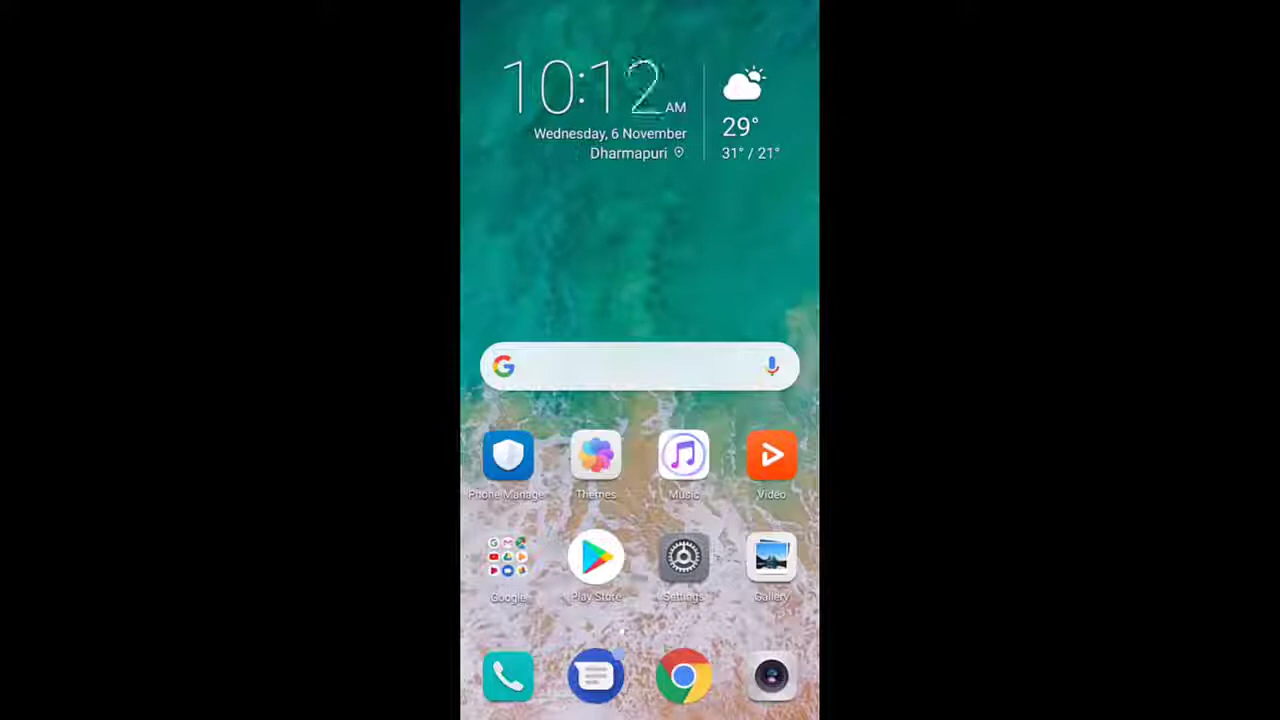 10:12 AM
Wednesday, 6 November
Dharmapuri
29°
31° / 21°
Phone Manage
Themes
Music
Video
Google
Play Store
Settings
Gallery